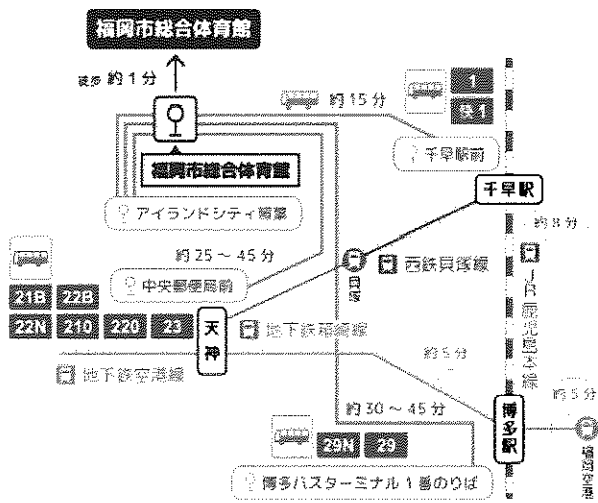 福岡市総合体育館
徒歩 約1分
約15分
1
快1
千早駅前
福岡市総合体育館
千早駅
アイランドシティ照葉
約8分
約25～45分
西鉄貝塚線
貝塚
JR鹿児島本線
中央郵便局前
21B 22B
22N 210 220 23
天神
地下鉄箱崎線
地下鉄空港線
約5分
約5分
博多駅
福岡空港
約30～45分
29N 29
博多バスターミナル1番のりば